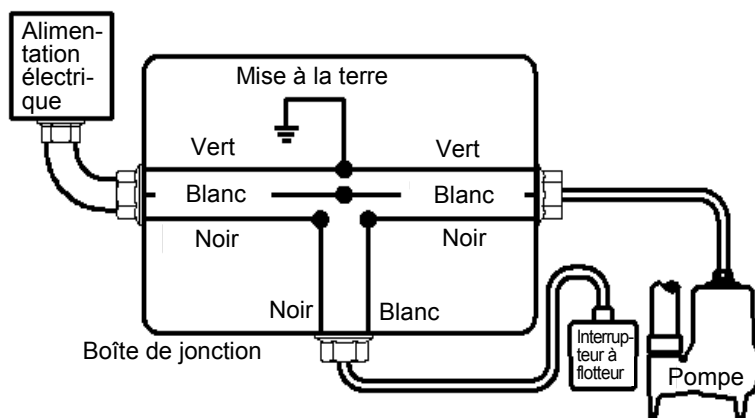 Alimen-
tation
électri-
que
Mise à la terre
Vert
Vert
Blanc
Blanc
Noir
Noir
Noir
Blanc
Boîte de jonction
Interrup-
teur à
flotteur
Pompe